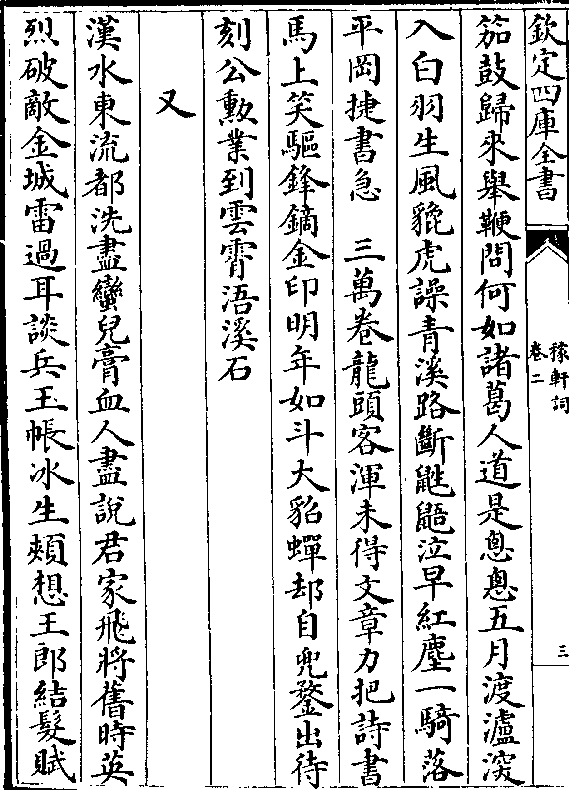 欽定四庫全書
稼軒詞
卷二
三
笳鼓歸來舉鞭問何如諸葛人道是悤悤五月渡瀘深
入白羽生風貔虎譟青溪路斷鼪鼯泣早紅塵一騎落
平岡捷書急　三萬卷龍頭客渾未得文章力把詩書
馬上笑驅鋒鏑金印明年如斗大貂蟬却自兜鍪出待
刻公勲業到雲霄浯溪石
又
漢水東流都洗盡蠻兒膏血人盡說君家飛將舊時英
烈破敵金城雷過耳談兵玉帳冰生頰想王郎結髮賦